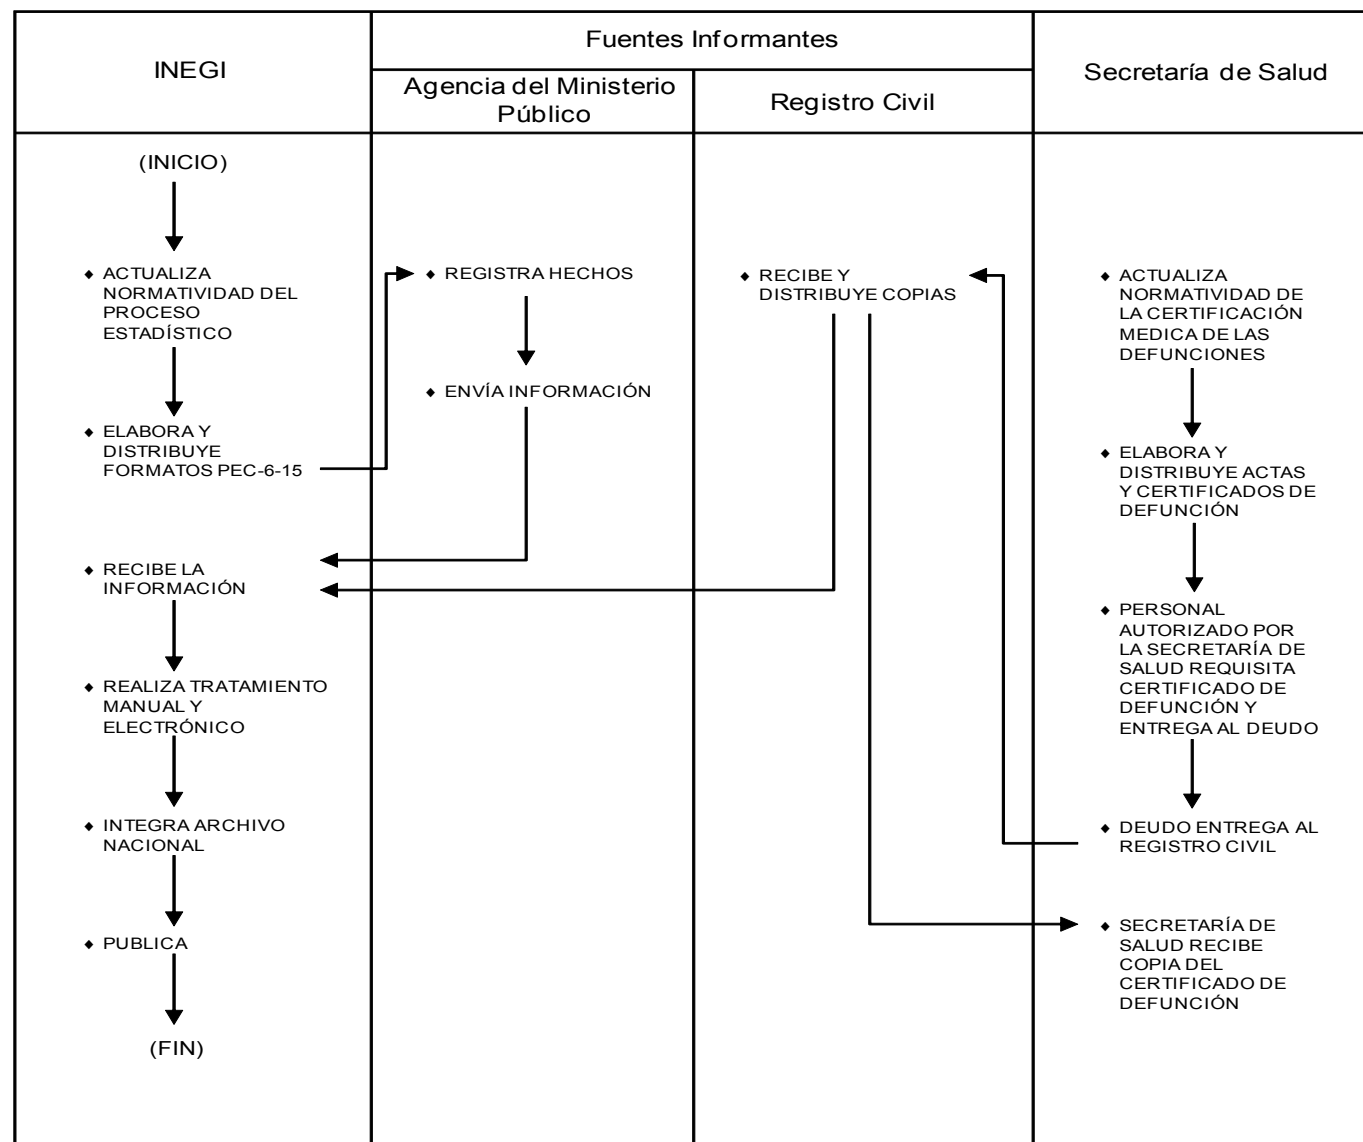 INEGI
Fuentes Informantes
Agencia del Ministerio
Público
Registro Civil
Secretaría de Salud
(INICIO)
ACTUALIZA
NORMATIVIDAD DEL
PROCESO
ESTADÍSTICO
ELABORA Y
DISTRIBUYE
FORMATOS PEC-6-15
RECIBE LA
INFORMACIÓN
REALIZA TRATAMIENTO
MANUAL Y
ELECTRÓNICO
INTEGRA ARCHIVO
NACIONAL
PUBLICA
(FIN)
REGISTRA HECHOS
ENVÍA INFORMACIÓN
RECIBE Y
DISTRIBUYE COPIAS
ACTUALIZA
NORMATIVIDAD DE
LA CERTIFICACIÓN
MEDICA DE LAS
DEFUNCIONES
ELABORA Y
DISTRIBUYE ACTAS
Y CERTIFICADOS DE
DEFUNCIÓN
PERSONAL
AUTORIZADO POR
LA SECRETARÍA DE
SALUD REQUISITA
CERTIFICADO DE
DEFUNCIÓN Y
ENTREGA AL DEUDO
DEUDO ENTREGA AL
REGISTRO CIVIL
SECRETARÍA DE
SALUD RECIBE
COPIA DEL
CERTIFICADO DE
DEFUNCIÓN